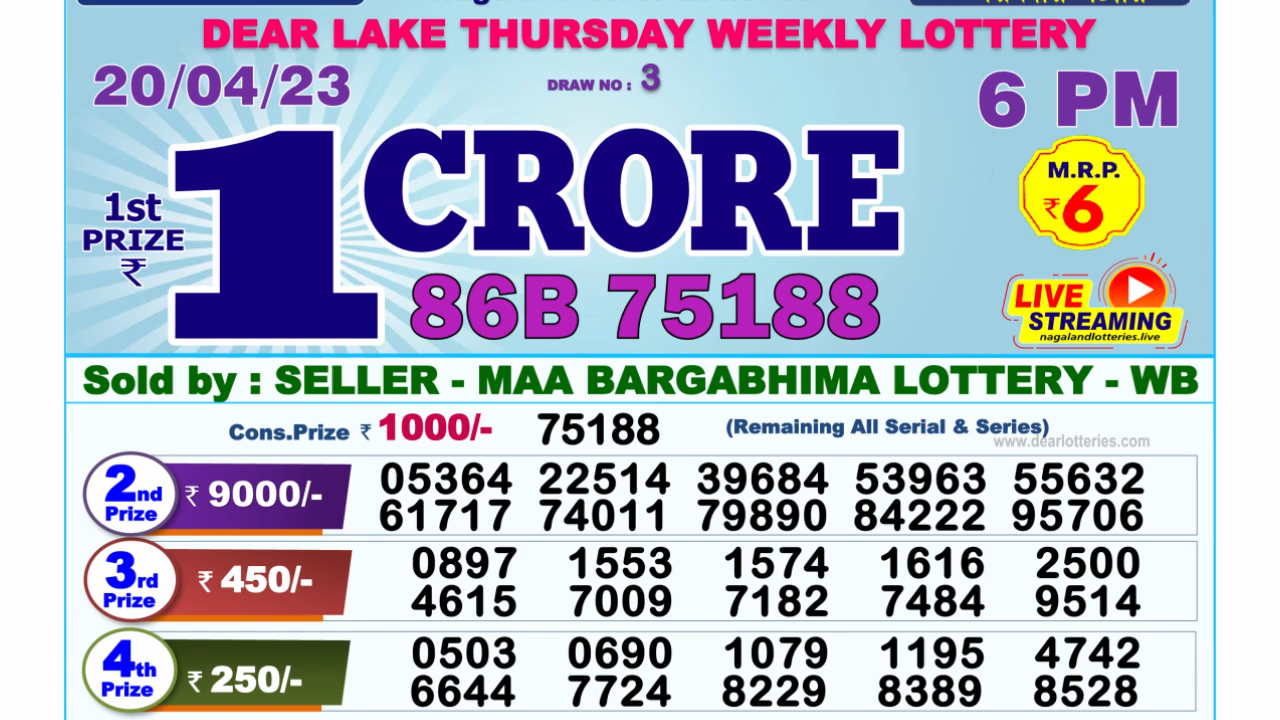 DEAR LAKE THURSDAY WEEKLY LOTTERY
20/04/23
DRAW NO : 3
6 PM
1st
PRIZE
₹
1 CRORE
86B 75188
M.R.P.
₹6
LIVE
STREAMING
nagalandlotteries.live
Sold by : SELLER - MAA BARGABHIMA LOTTERY - WB
Cons.Prize ₹ 1000/- 75188 (Remaining All Serial & Series)
www.dearlotteries.com
2nd Prize ₹ 9000/-
05364 22514 39684 53963 55632
61717 74011 79890 84222 95706
3rd Prize ₹ 450/-
0897 1553 1574 1616 2500
4615 7009 7182 7484 9514
4th Prize ₹ 250/-
0503 0690 1079 1195 4742
6644 7724 8229 8389 8528